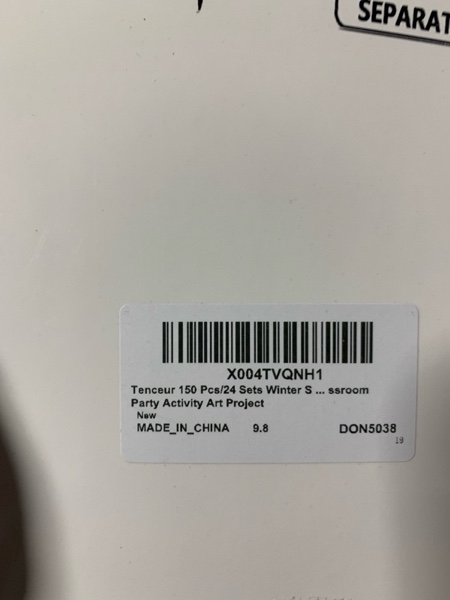 SEPARAT
X004TVQNH1
Tenceur 150 Pcs/24 Sets Winter S ... ssroom
Party Activity Art Project
New
MADE_IN_CHINA 9.8 DON5038
19